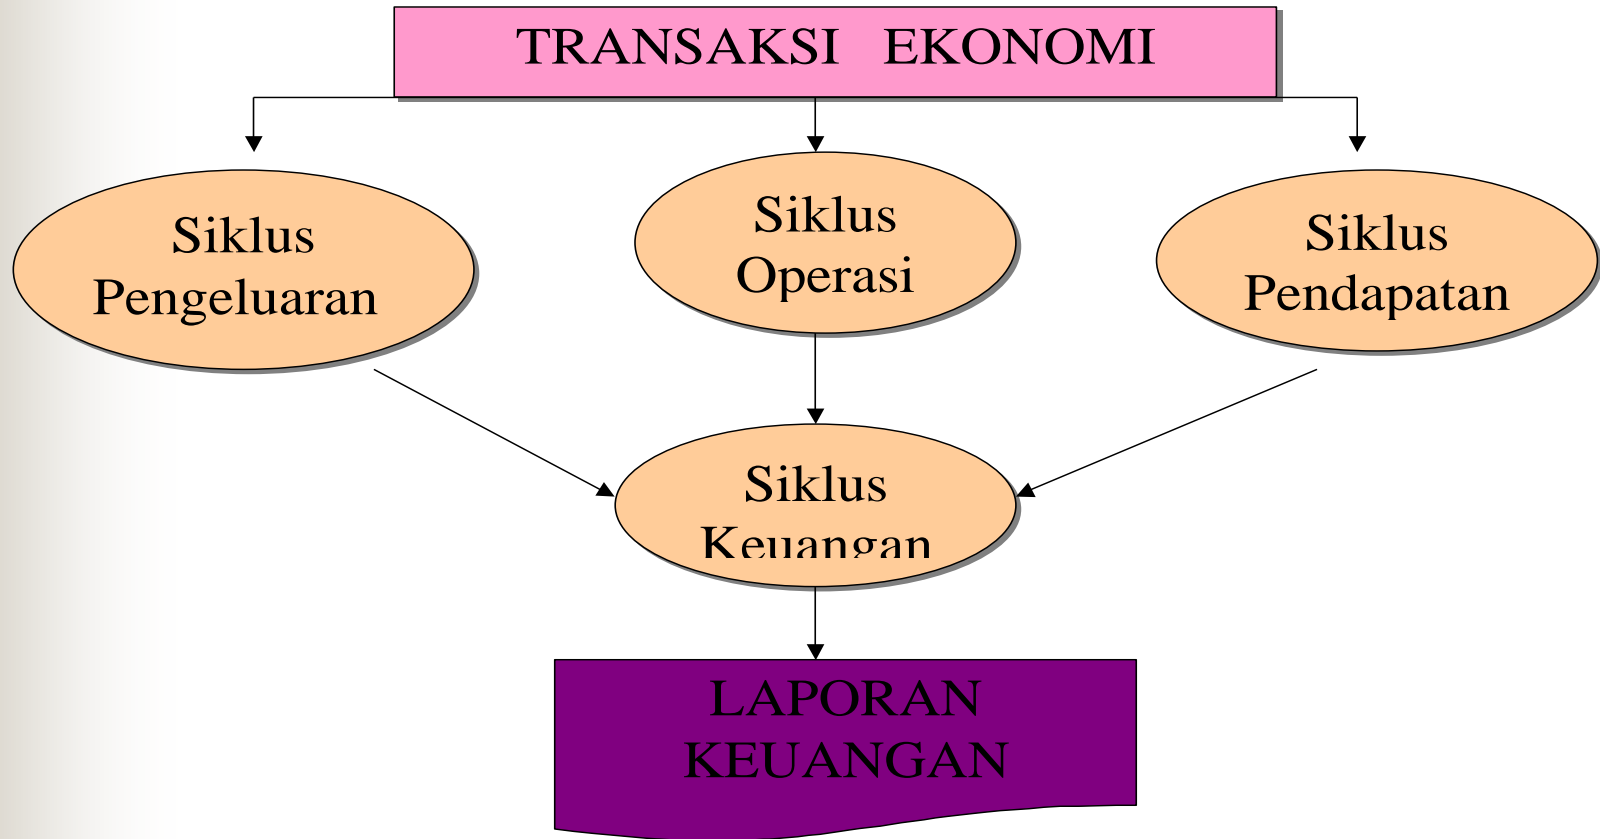 TRANSAKSI EKONOMI
Siklus
Pengeluaran
Siklus
Operasi
Siklus
Pendapatan
Siklus
Keuangan
LAPORAN
KEUANGAN